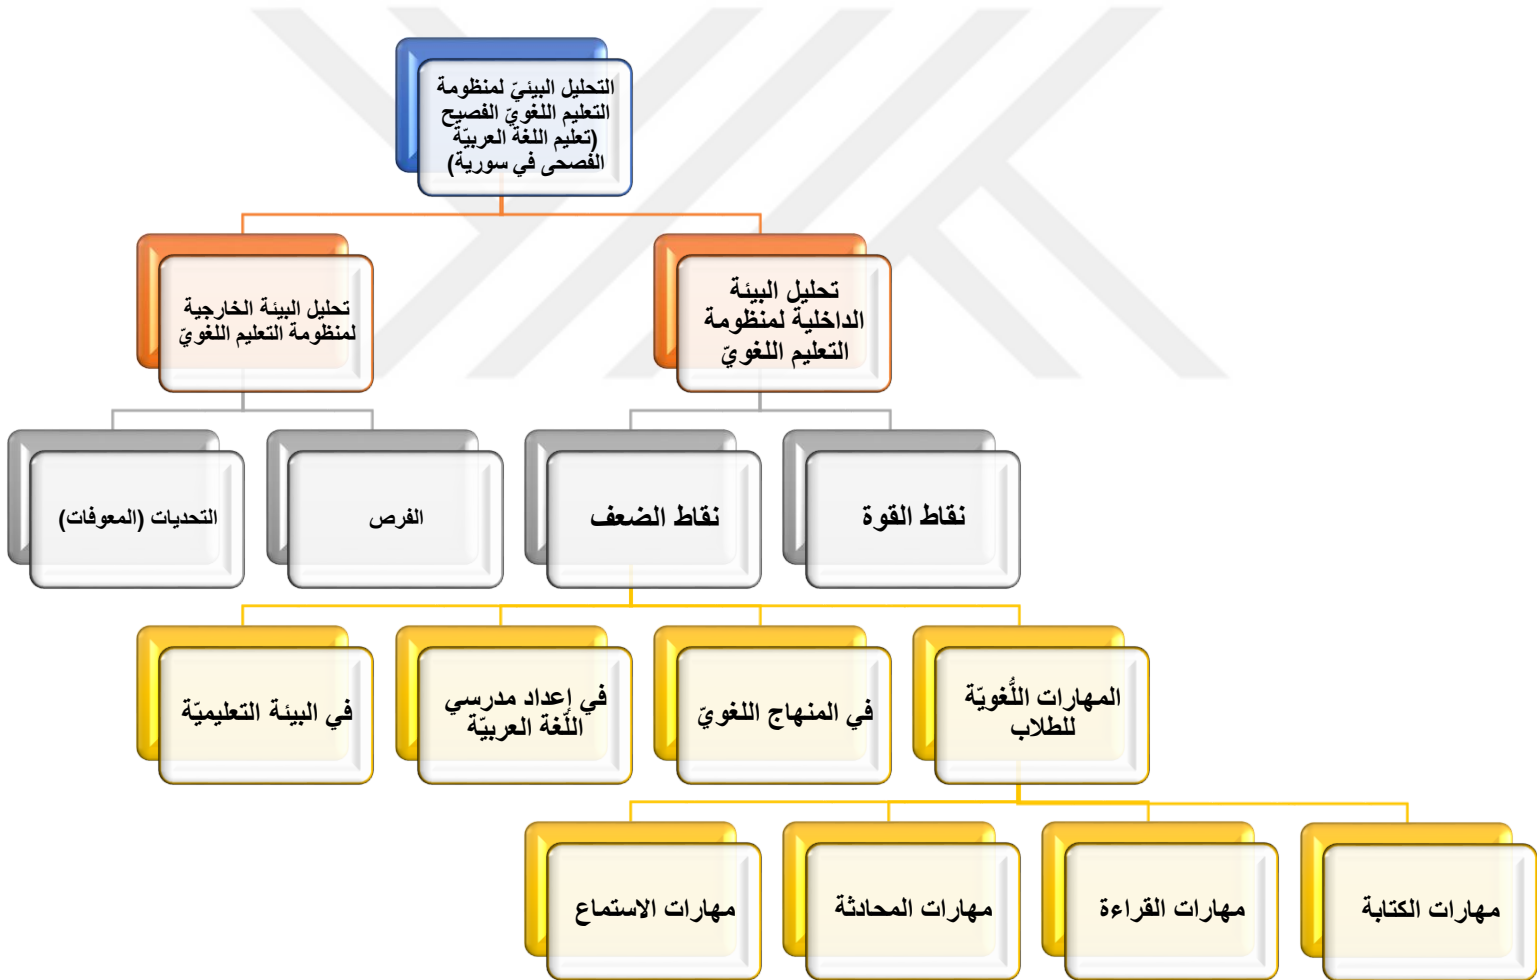 التحليل البيئيّ لمنظومة
التعليم اللغويّ الفصيح
(تعليم اللغة العربيّة
الفصحى في سورية)
تحليل البيئة
الداخلية لمنظومة
التعليم اللغويّ
تحليل البيئة الخارجية
لمنظومة التعليم اللغويّ
نقاط القوة
نقاط الضعف
الفرص
التحديات (المعوفات)
المهارات اللُّغويّة
للطلاب
في المنهاج اللغويّ
في إعداد مدرسي
اللّغة العربيّة
في البيئة التعليميّة
مهارات الكتابة
مهارات القراءة
مهارات المحادثة
مهارات الاستماع